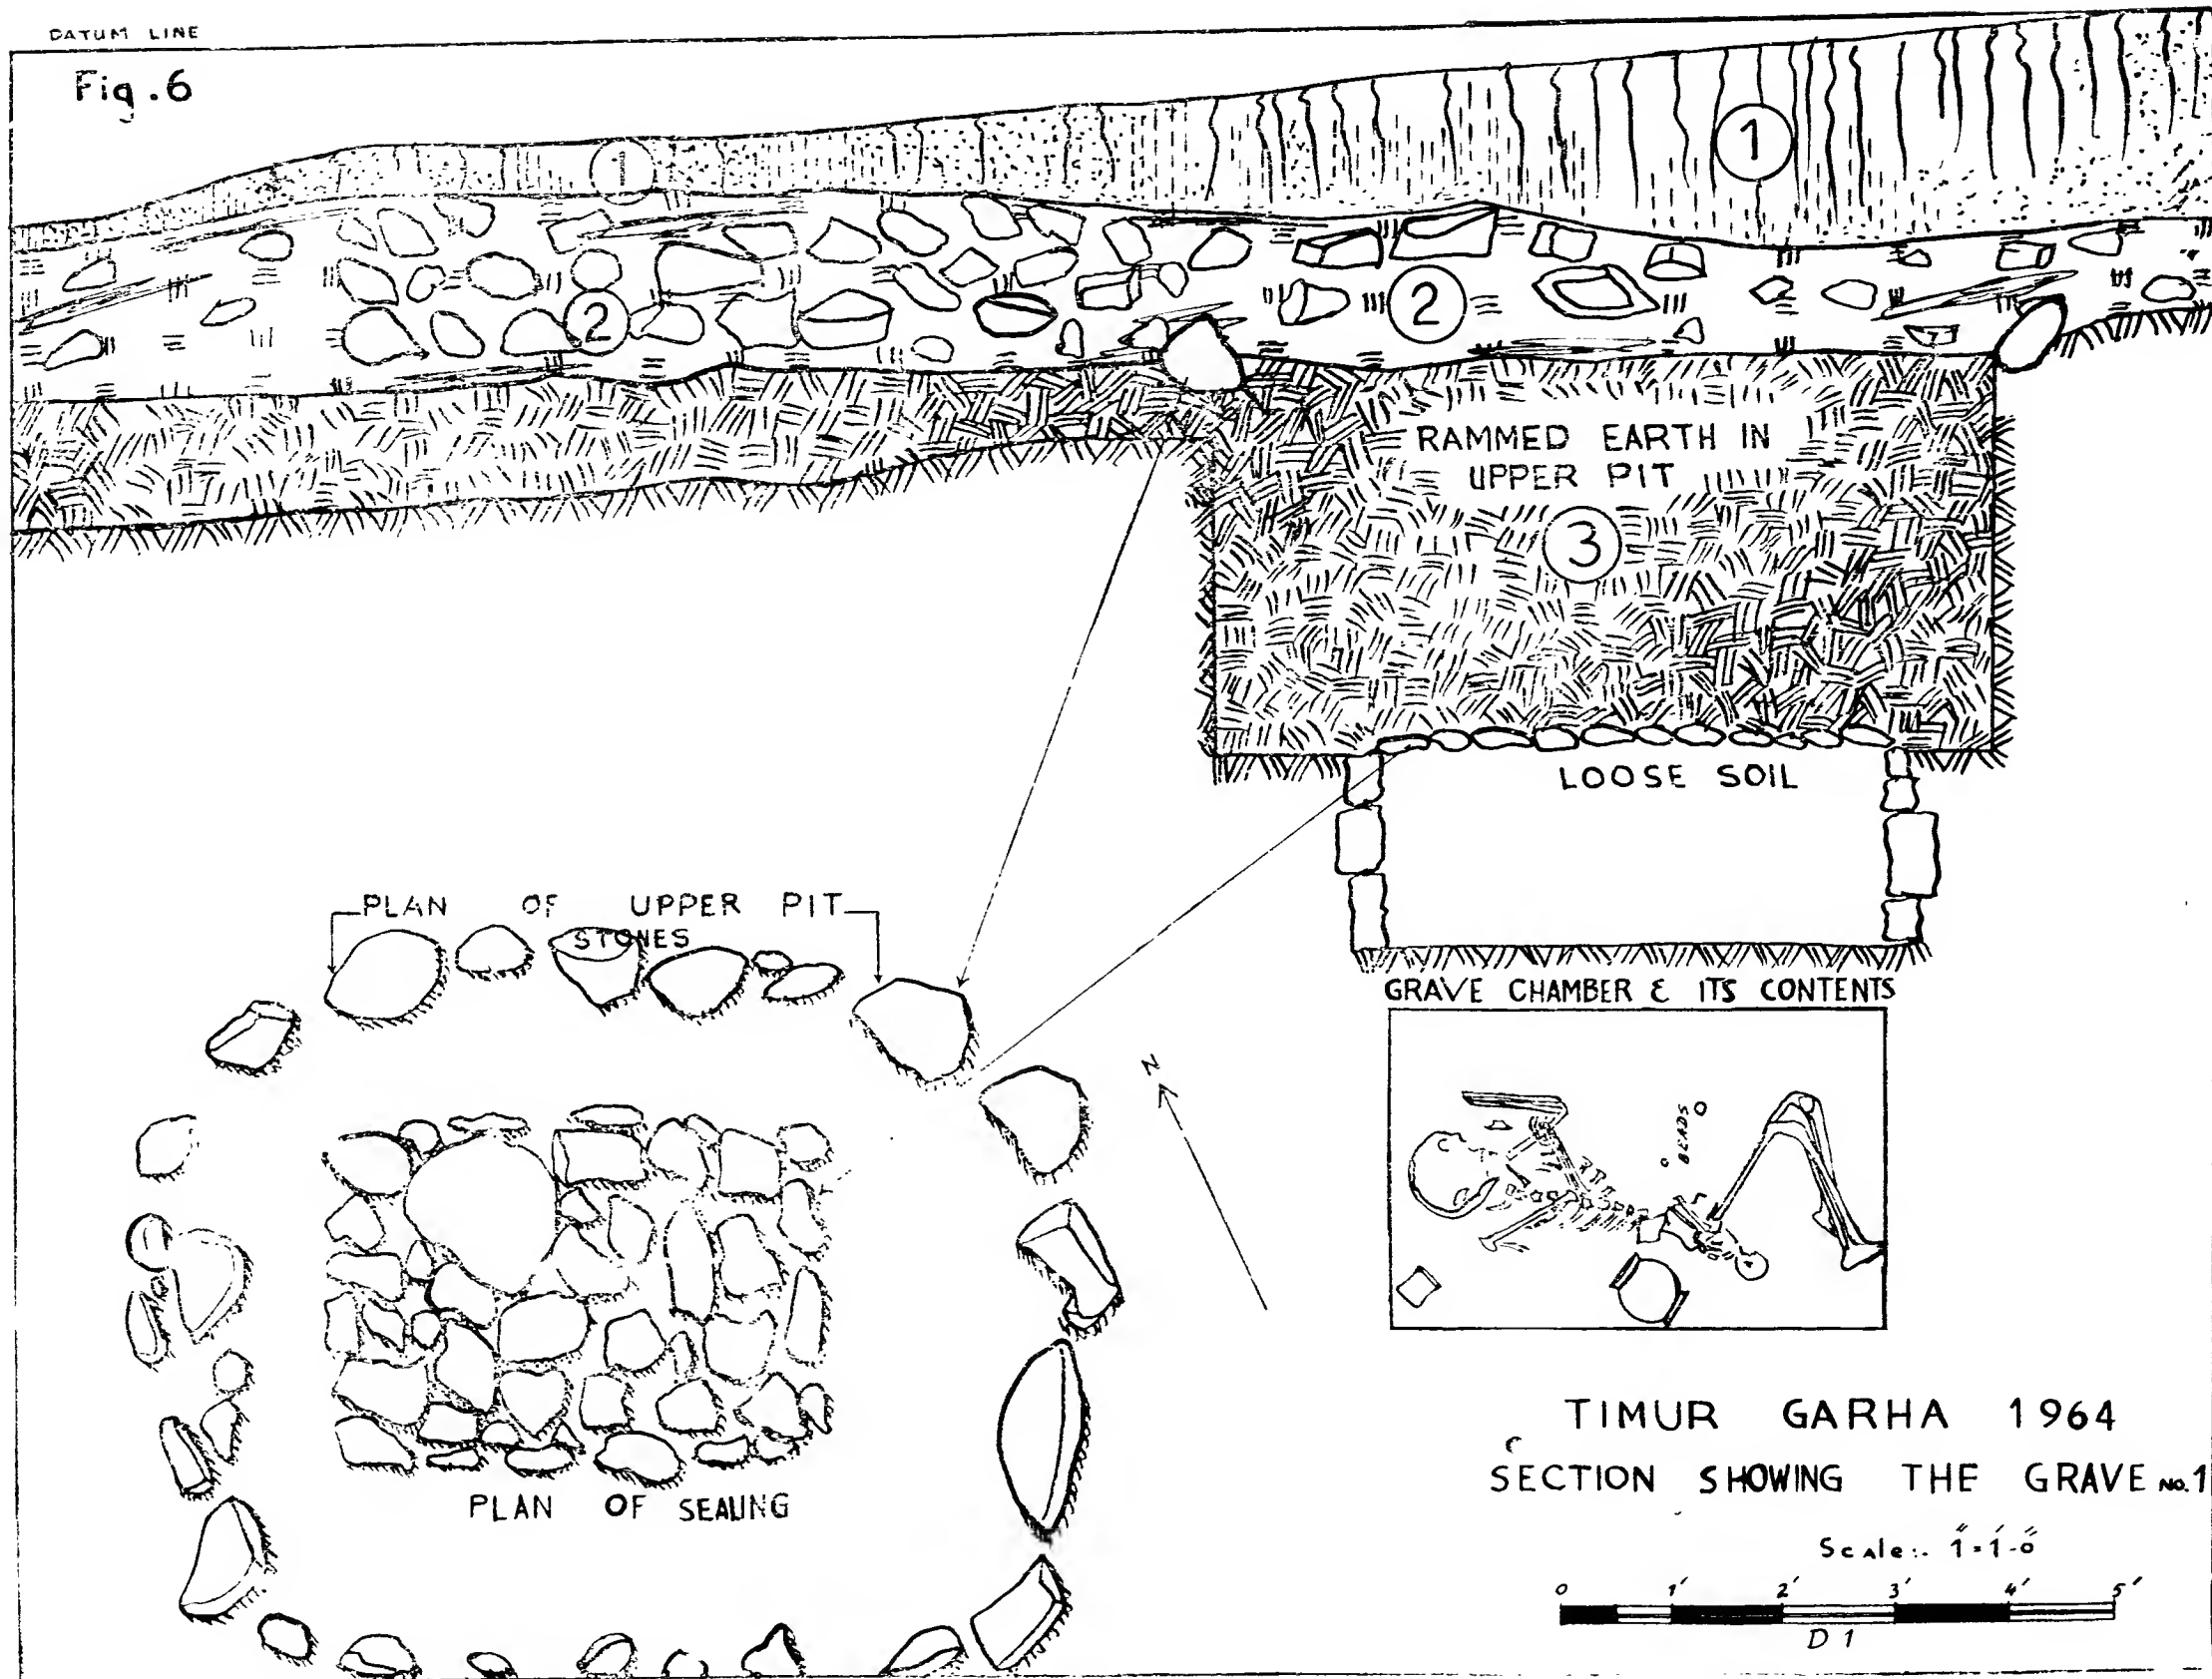 DATUM LINE
Fig.6
1
1
2
2
RAMMED EARTH IN
UPPER PIT
3
LOOSE SOIL
PLAN OF UPPER PIT
STONES
GRAVE CHAMBER & ITS CONTENTS
N
BEADS
PLAN OF SEALING
TIMUR GARHA 1964
SECTION SHOWING THE GRAVE NO.1
Scale:- 1"=1'-0"
0 1' 2' 3' 4' 5'
D 1